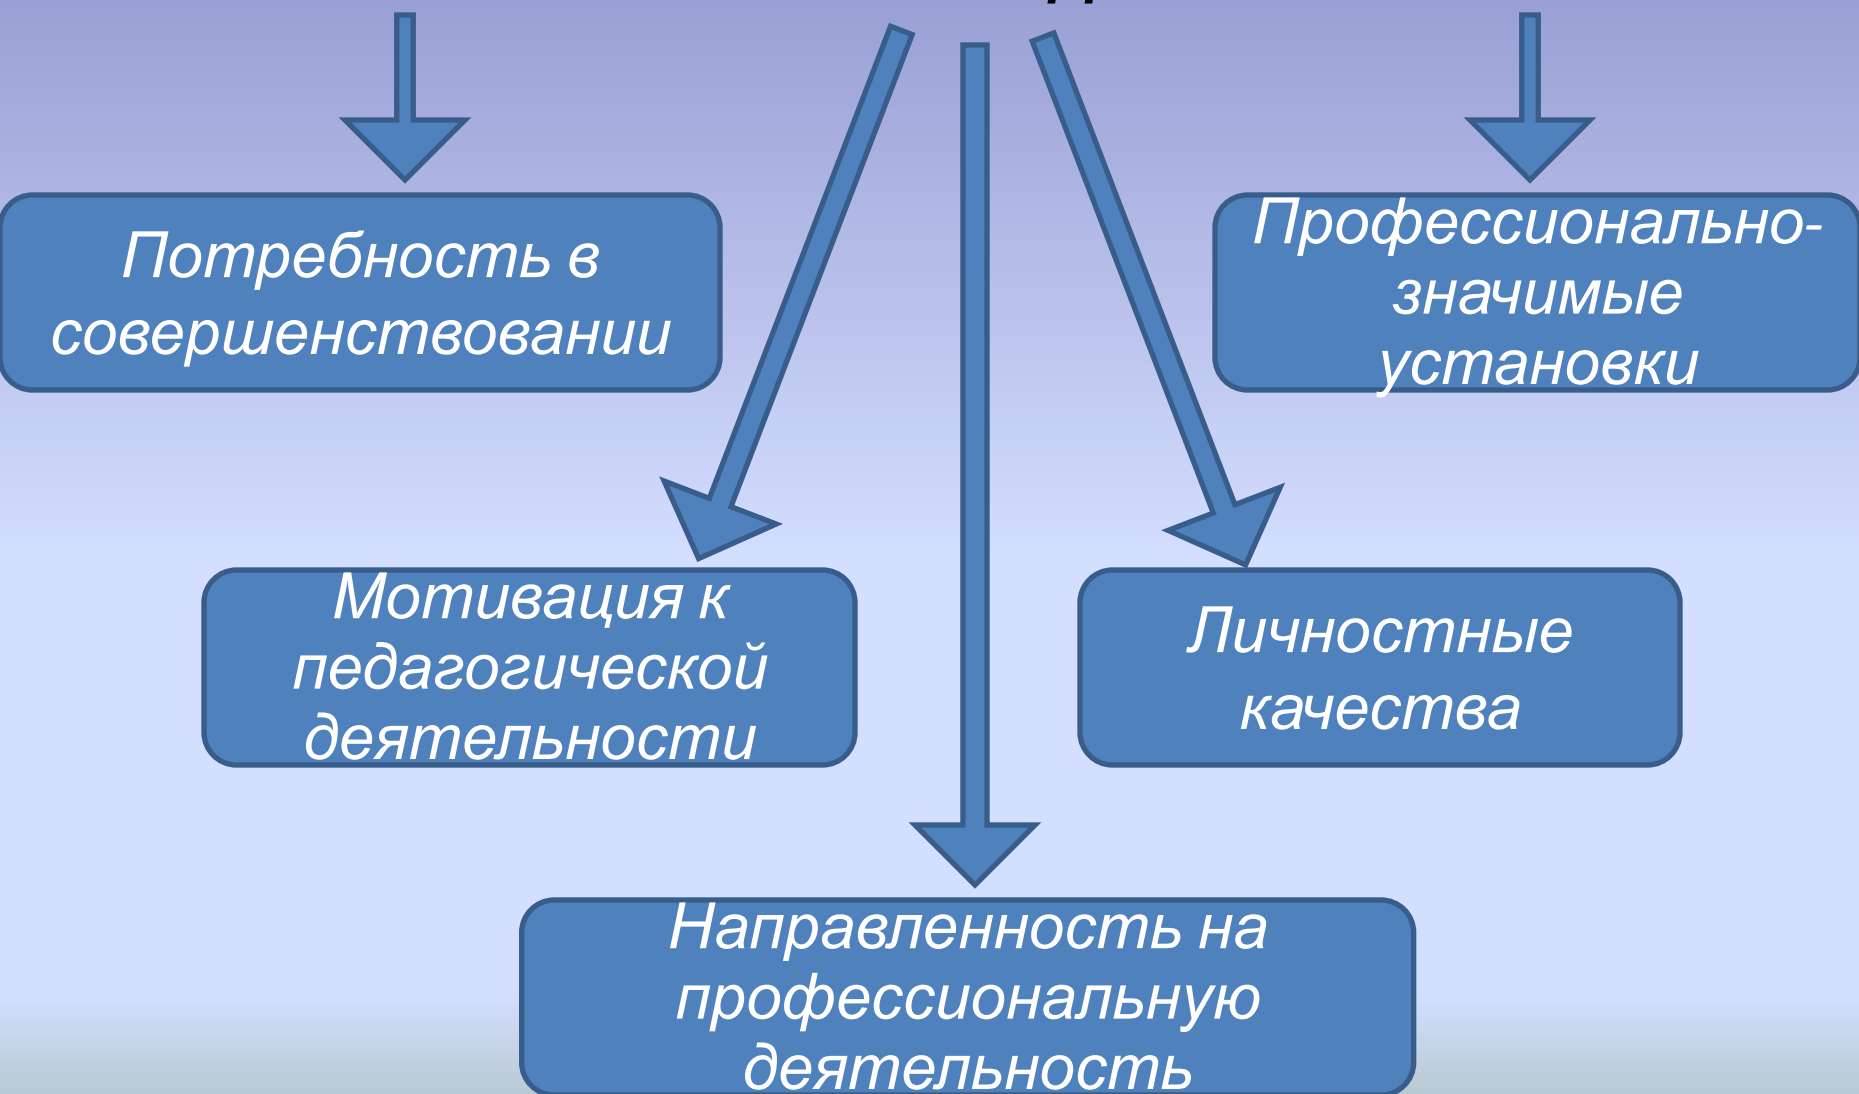 Потребность в
совершенствовании
Профессионально-
значимые
установки
Мотивация к
педагогической
деятельности
Личностные
качества
Направленность на
профессиональную
деятельность